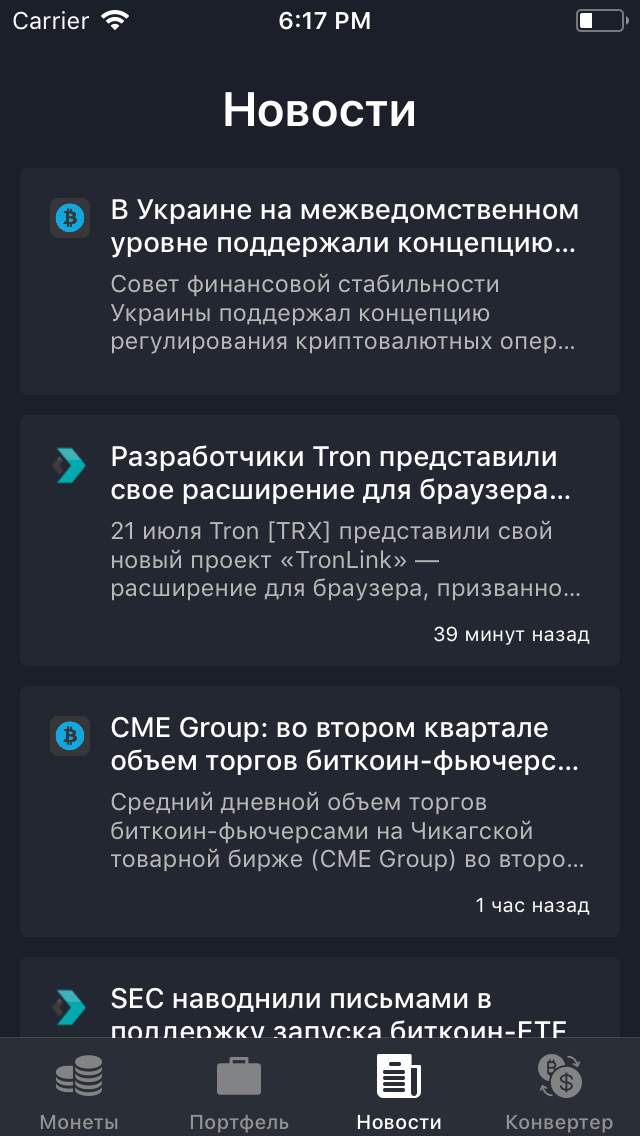 Carrier 6:17 PM
Новости
В Украине на межведомственном
уровне поддержали концепцию...
Совет финансовой стабильности
Украины поддержал концепцию
регулирования криптовалютных опер...
Разработчики Tron представили
свое расширение для браузера...
21 июля Tron [TRX] представили свой
новый проект «TronLink» —
расширение для браузера, призванно...
39 минут назад
CME Group: во втором квартале
объем торгов биткоин-фьючерс...
Средний дневной объем торгов
биткоин-фьючерсами на Чикагской
товарной бирже (CME Group) во второ...
1 час назад
SEC наводнили письмами в
поддержку запуска биткоин-ETF
Монеты Портфель Новости Конвертер